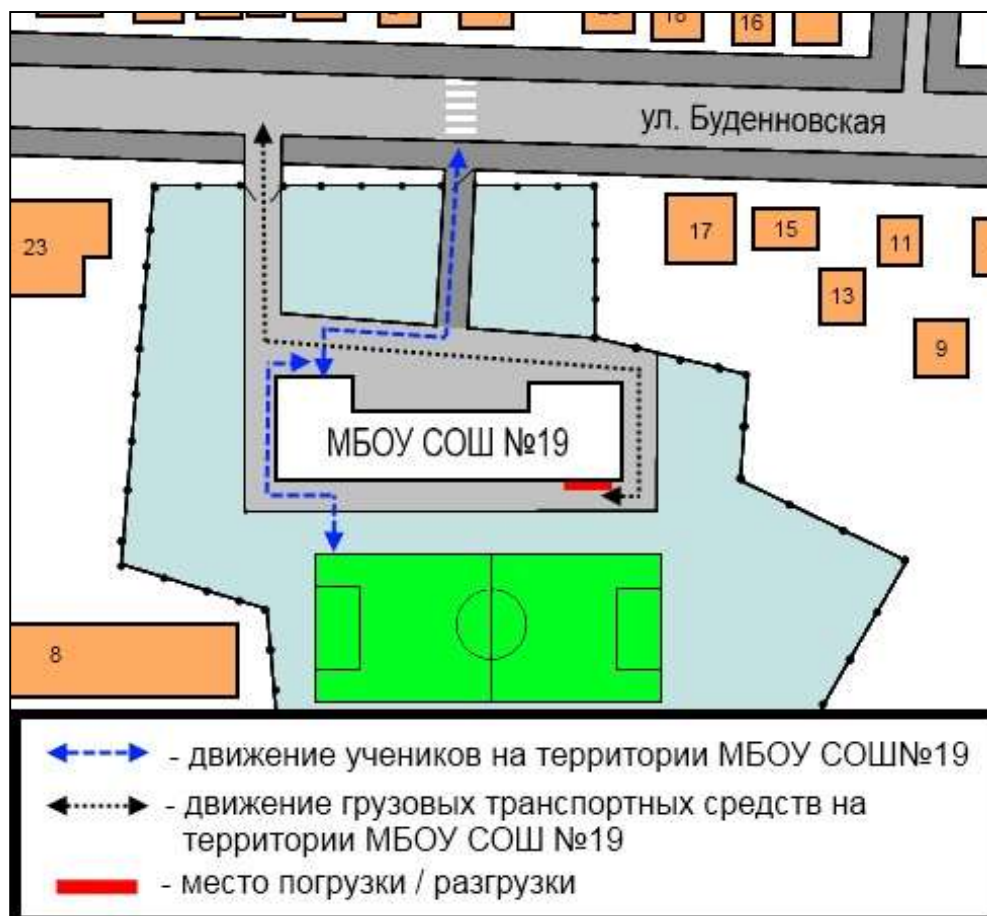 18
16
ул. Буденновская
23
17
15
11
13
9
МБОУ СОШ №19
8
- движение учеников на территории МБОУ СОШ№19
- движение грузовых транспортных средств на
территории МБОУ СОШ №19
- место погрузки / разгрузки